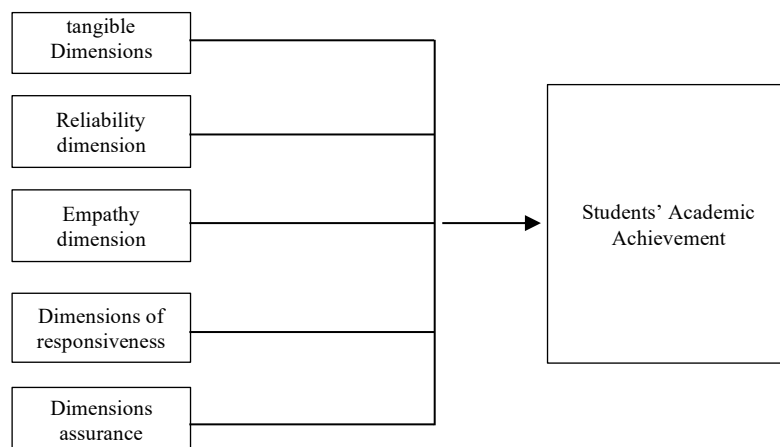 tangible
Dimensions
Reliability
dimension
Empathy
dimension
Students’ Academic
Achievement
Dimensions of
responsiveness
Dimensions
assurance